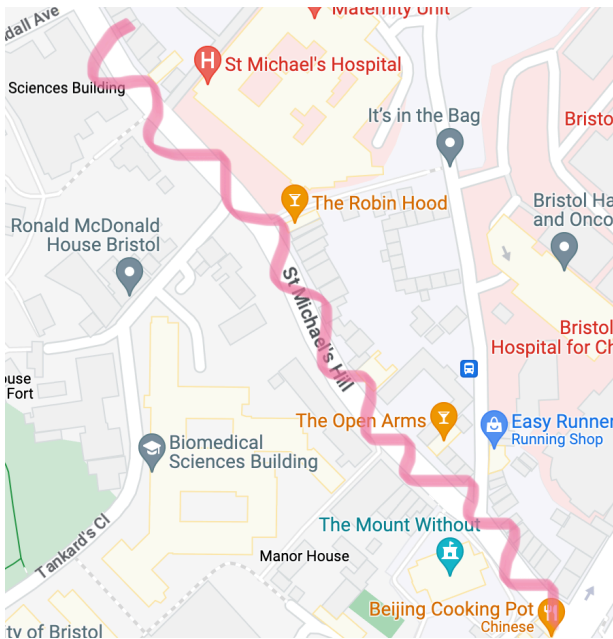 dall Ave
Maternity Unit
H
St Michael's Hospital
Sciences Building
It's in the Bag
Bristo
The Robin Hood
Bristol Ha
and Onco
Ronald McDonald
House Bristol
St Michael's Hill
Bristol
Hospital for Ch
ouse
Fort
The Open Arms
Easy Runner
Running Shop
Biomedical
Sciences Building
The Mount Without
Tankard's Cl
Manor House
Beijing Cooking Pot
Chinese
ty of Bristol